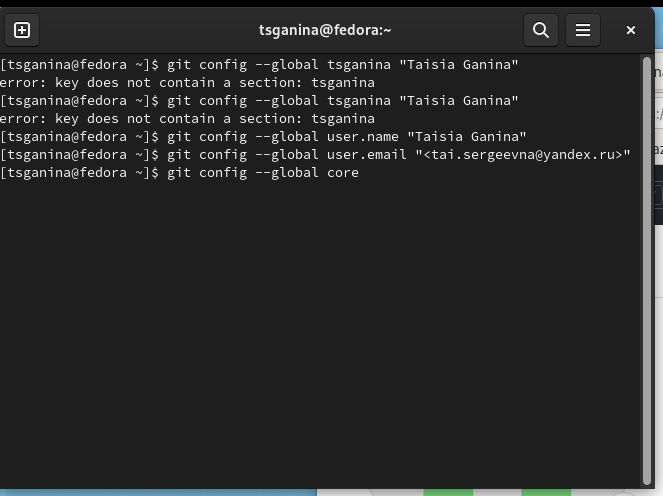 tsganina@fedora:~
[tsganina@fedora ~]$ git config --global tsganina "Taisia Ganina"
error: key does not contain a section: tsganina
[tsganina@fedora ~]$ git config --global tsganina "Taisia Ganina"
error: key does not contain a section: tsganina
[tsganina@fedora ~]$ git config --global user.name "Taisia Ganina"
[tsganina@fedora ~]$ git config --global user.email "<tai.sergeevna@yandex.ru>"
[tsganina@fedora ~]$ git config --global core